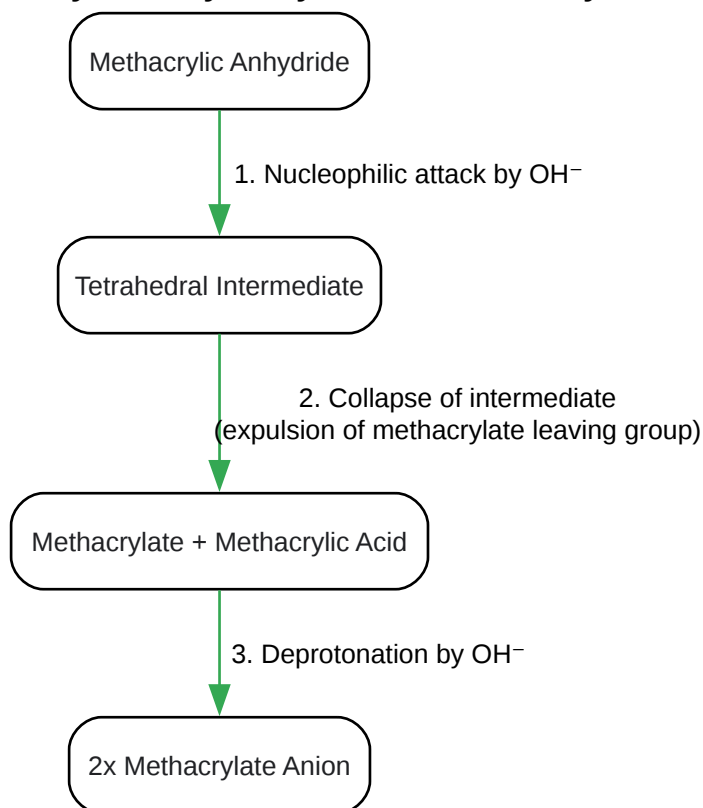 Methacrylic Anhydride
1. Nucleophilic attack by OH⁻
Tetrahedral Intermediate
2. Collapse of intermediate
(expulsion of methacrylate leaving group)
Methacrylate + Methacrylic Acid
3. Deprotonation by OH⁻
2x Methacrylate Anion